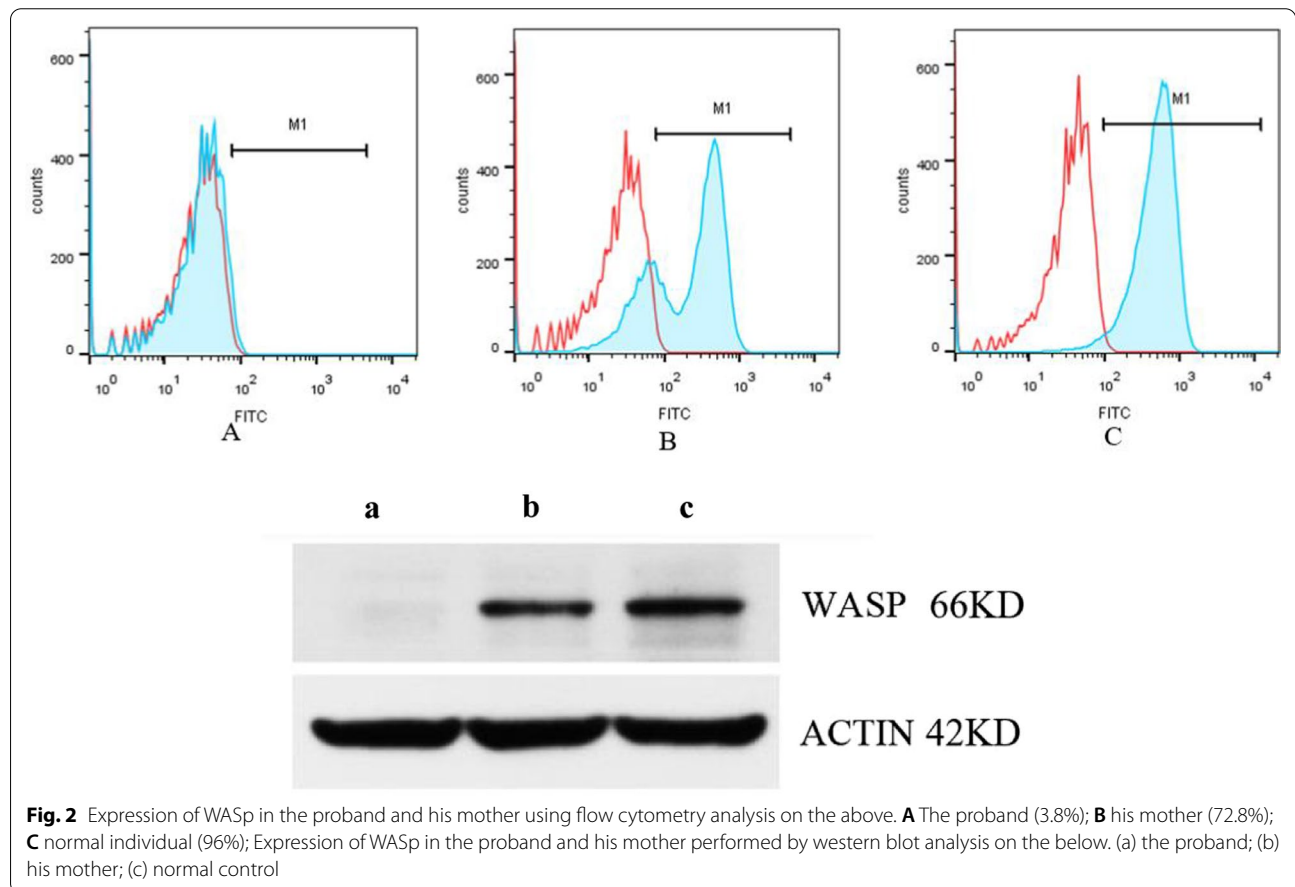 600
400
200
0
counts
M1
10^0 10^1 10^2 10^3 10^4
FITC
A
600
400
200
0
counts
M1
10^0 10^1 10^2 10^3 10^4
FITC
B
600
400
200
0
counts
M1
10^0 10^1 10^2 10^3 10^4
FITC
C
a b c
WASP 66KD
ACTIN 42KD
Fig. 2 Expression of WASp in the proband and his mother using flow cytometry analysis on the above. A The proband (3.8%); B his mother (72.8%);
C normal individual (96%); Expression of WASp in the proband and his mother performed by western blot analysis on the below. (a) the proband; (b)
his mother; (c) normal control